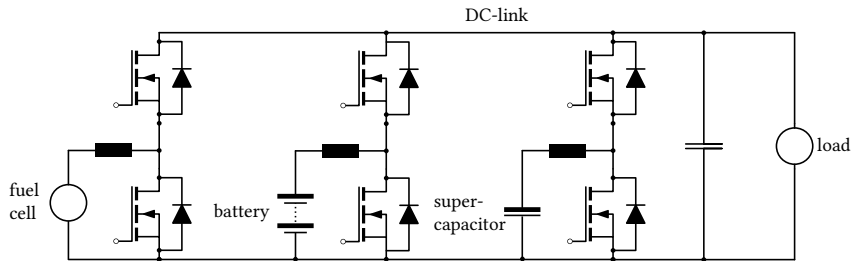 DC-link
fuel
cell
battery
super-
capacitor
load